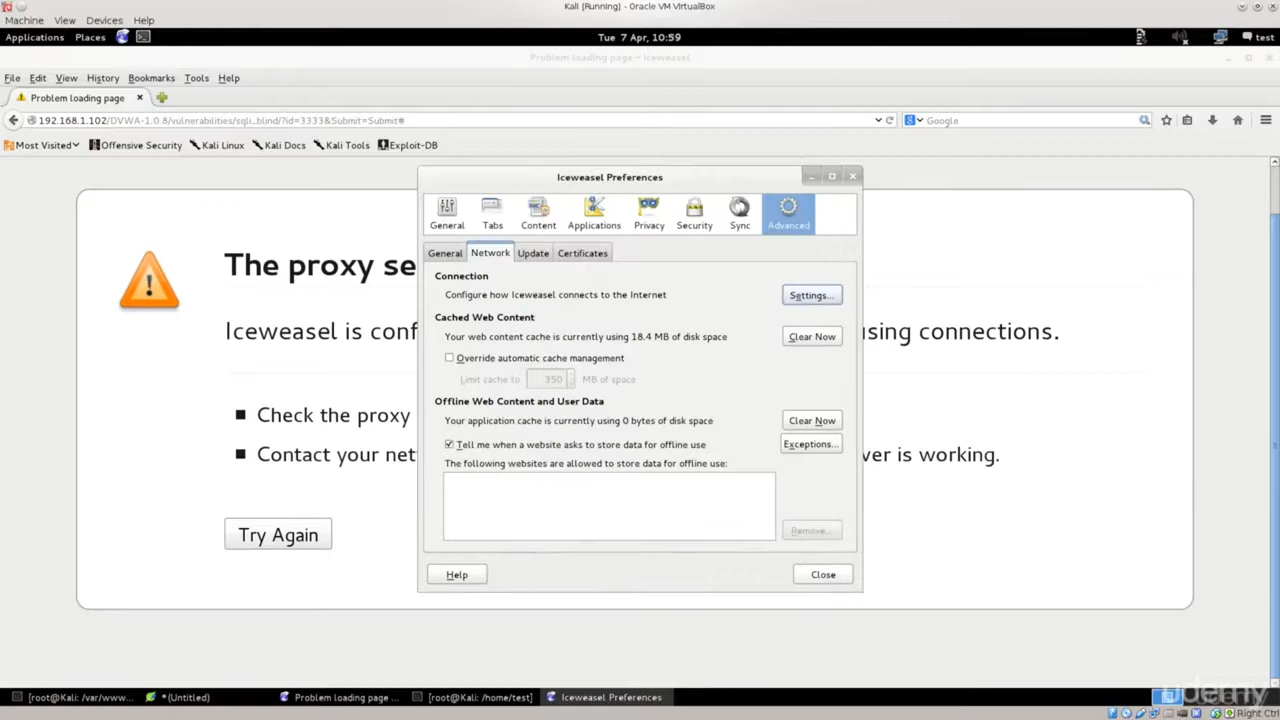 Kali [Running] - Oracle VM VirtualBox
Machine View Devices Help
Applications Places Tue 7 Apr, 10:59 test
Problem loading page - Iceweasel
File Edit View History Bookmarks Tools Help
Problem loading page
192.168.1.102/DVWA-1.0.8/vulnerabilities/sqli_blind/?id=3333&Submit=Submit# Google
Most Visited Offensive Security Kali Linux Kali Docs Kali Tools Exploit-DB
Iceweasel Preferences
General Tabs Content Applications Privacy Security Sync Advanced
General Network Update Certificates
The proxy se
Connection
Configure how Iceweasel connects to the Internet Settings...
Cached Web Content
Iceweasel is conf using connections.
Your web content cache is currently using 18.4 MB of disk space Clear Now
Override automatic cache management
Limit cache to 350 MB of space
Offline Web Content and User Data
Check the proxy
Your application cache is currently using 0 bytes of disk space Clear Now
Tell me when a website asks to store data for offline use Exceptions...
Contact your net ver is working.
The following websites are allowed to store data for offline use:
Try Again
Remove...
Help Close
[root@Kali: /var/www... *(Untitled) Problem loading page ... [root@Kali: /home/test] Iceweasel Preferences
udemy
Right Ctrl